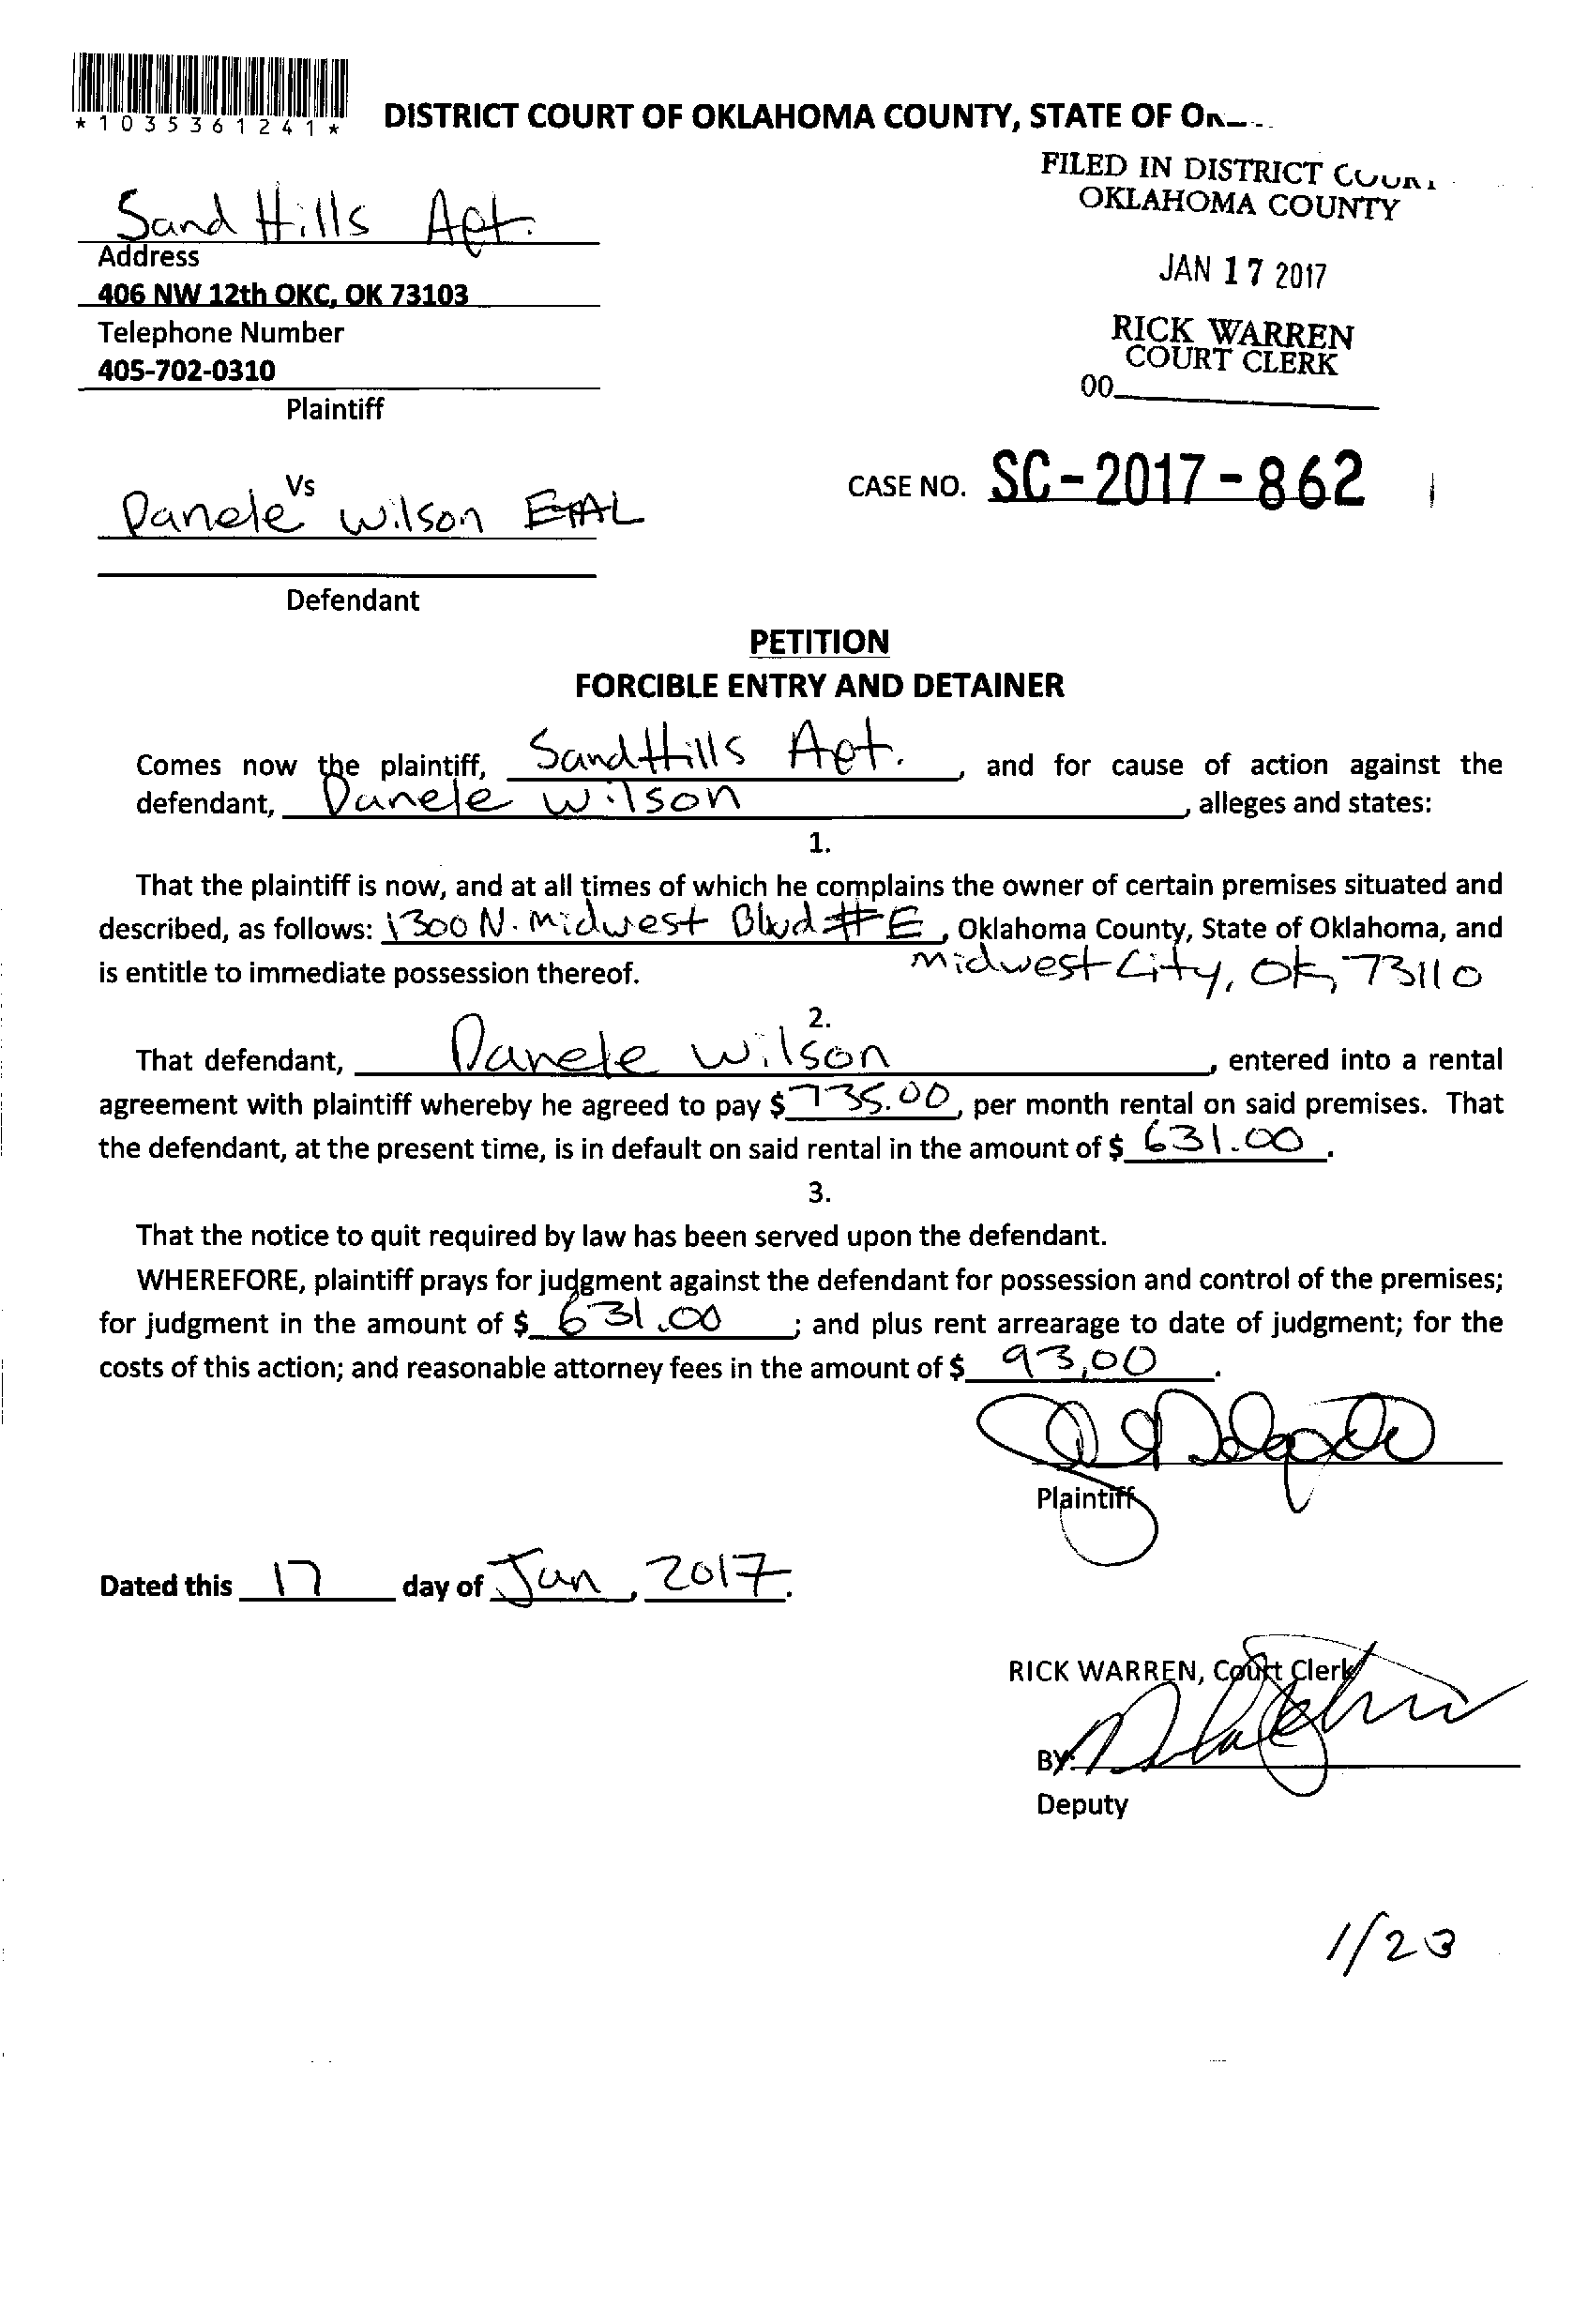 *1035361241*
DISTRICT COURT OF OKLAHOMA COUNTY, STATE OF
FILED IN DISTRICT COURT
OKLAHOMA COUNTY
JAN 17 2017
RICK WARREN
COURT CLERK
00
Sand Hills Apt.
Address
406 NW 12th OKC, OK 73103
Telephone Number
405-702-0310
Plaintiff
Vs
Danele Wilson ETAL
Defendant
CASE NO. SC-2017-862
PETITION
FORCIBLE ENTRY AND DETAINER
Comes now the plaintiff, Sand Hills Apt., and for cause of action against the
defendant, Danele Wilson, alleges and states:
1.
That the plaintiff is now, and at all times of which he complains the owner of certain premises situated and
described, as follows: 1300 N. Midwest Blvd #E, Oklahoma County, State of Oklahoma, and
is entitle to immediate possession thereof. Midwest City, OK, 73110
2.
That defendant, Danele Wilson, entered into a rental
agreement with plaintiff whereby he agreed to pay $735.00, per month rental on said premises. That
the defendant, at the present time, is in default on said rental in the amount of $ 631.00.
3.
That the notice to quit required by law has been served upon the defendant.
WHEREFORE, plaintiff prays for judgment against the defendant for possession and control of the premises;
for judgment in the amount of $ 631.00; and plus rent arrearage to date of judgment; for the
costs of this action; and reasonable attorney fees in the amount of $ 93.00.
Plaintiff
Dated this 17 day of Jan, 2017.
RICK WARREN, Court Clerk
BY:
Deputy
1/23